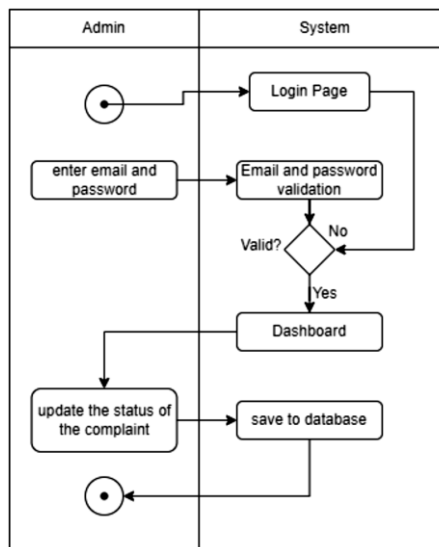 Admin
System
Login Page
enter email and
password
Email and password
validation
Valid?
No
Yes
Dashboard
update the status of
the complaint
save to database